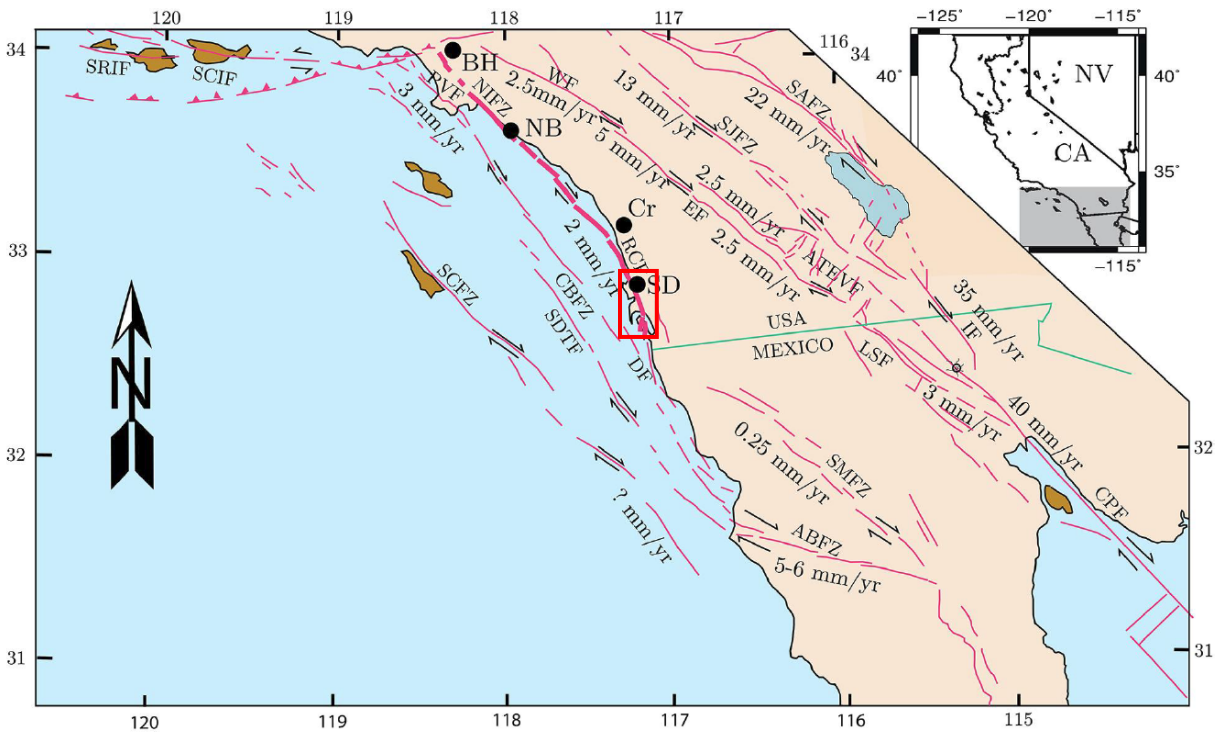 120
119
118
117
116
34
34
33
32
31
32
31
120
119
118
117
116
115
−125°
−120°
−115°
40°
40°
35°
−115°
NV
CA
SRIF
SCIF
BH
PVF
NIFZ
WF
2.5mm/yr
5 mm/yr
3 mm/yr
NB
13 mm/yr
SJFZ
SAFZ
22 mm/yr
2.5 mm/yr
EF
2.5 mm/yr
ATEVF
Cr
2 mm/yr
SD
SCFZ
CBFZ
SDTF
DF
USA
MEXICO
LSF
IF
35 mm/yr
3 mm/yr
40 mm/yr
CPF
0.25 mm/yr
SMFZ
ABFZ
5-6 mm/yr
? mm/yr
N